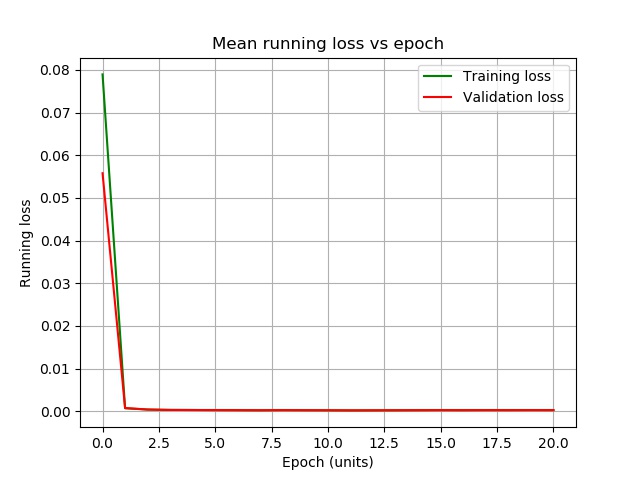 Mean running loss vs epoch
Training loss
Validation loss
0.08
0.07
0.06
0.05
0.04
0.03
0.02
0.01
0.00
Running loss
0.0 2.5 5.0 7.5 10.0 12.5 15.0 17.5 20.0
Epoch (units)